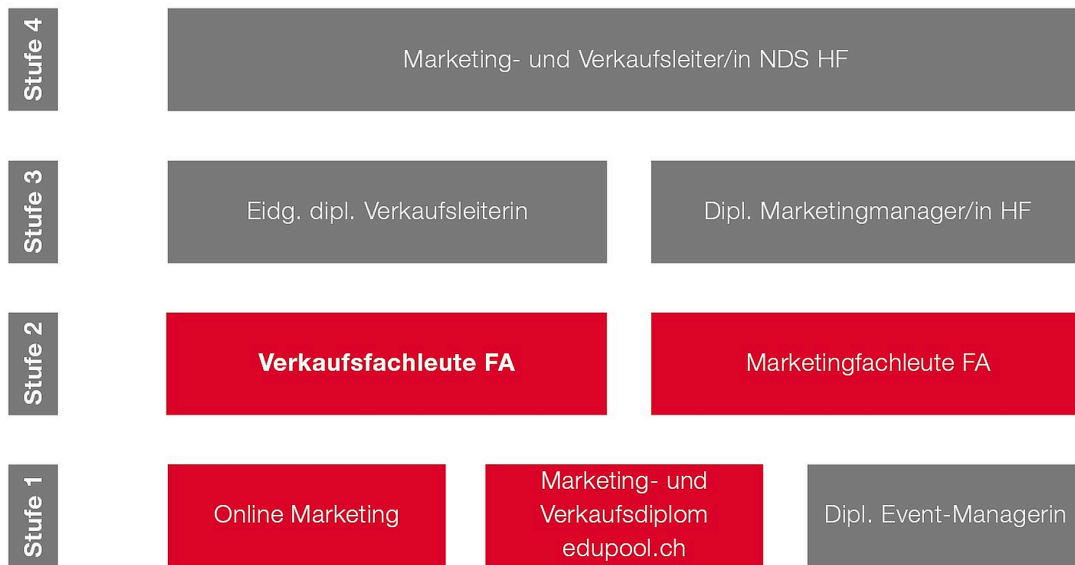 Stufe 4
Marketing- und Verkaufsleiter/in NDS HF
Stufe 3
Eidg. dipl. Verkaufsleiterin
Dipl. Marketingmanager/in HF
Stufe 2
Verkaufsfachleute FA
Marketingfachleute FA
Stufe 1
Online Marketing
Marketing- und
Verkaufsdiplom
edupool.ch
Dipl. Event-Managerin